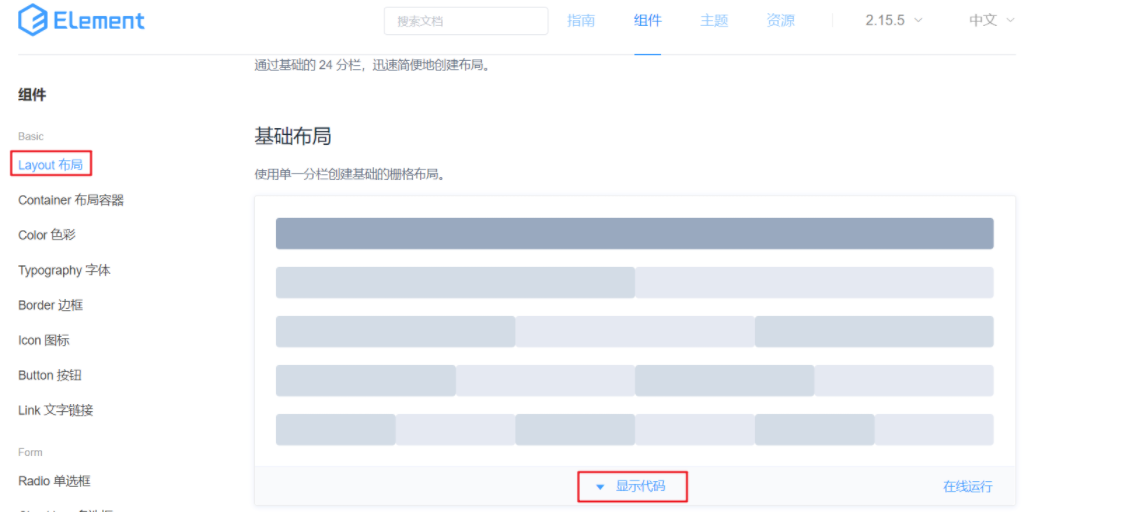 Element
搜索文档
指南 组件 主题 资源 2.15.5 中文
通过基础的 24 分栏，迅速简便地创建布局。
组件
基础布局
Basic
Layout 布局
使用单一分栏创建基础的栅格布局。
Container 布局容器
Color 色彩
Typography 字体
Border 边框
Icon 图标
Button 按钮
Link 文字链接
Form
Radio 单选框
显示代码
在线运行